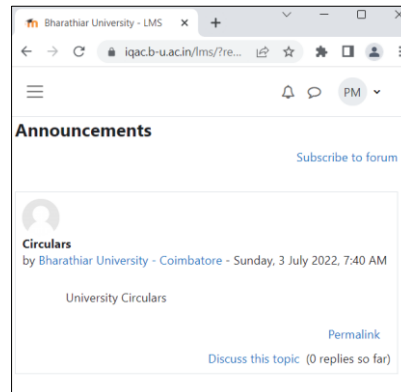 Bharathiar University - LMS
iqac.b-u.ac.in/lms/?re...
PM
Announcements
Subscribe to forum
Circulars
by Bharathiar University - Coimbatore - Sunday, 3 July 2022, 7:40 AM
University Circulars
Permalink
Discuss this topic (0 replies so far)